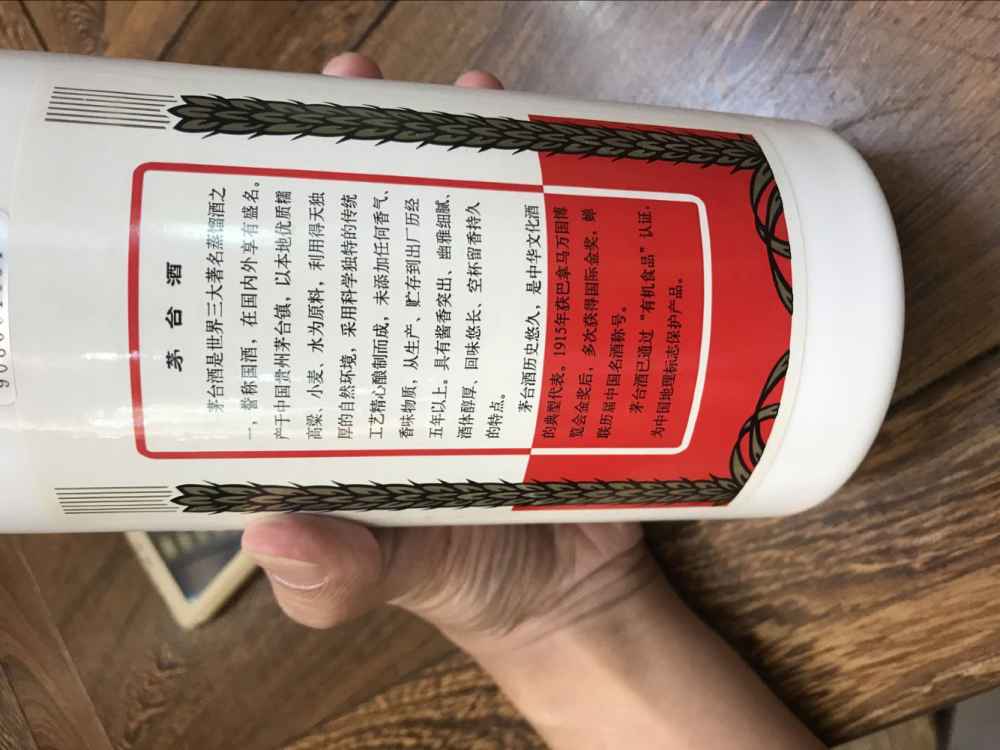 茅台酒
茅台酒是世界三大著名蒸馏酒之
一，誉称国酒，在国内外享有盛名。
产于中国贵州茅台镇，以本地优质糯
高粱、小麦、水为原料，利用得天独
厚的自然环境，采用科学独特的传统
工艺精心酿制而成，未添加任何香气、
香味物质，从生产、贮存到出厂历经
五年以上。具有酱香突出、幽雅细腻、
酒体醇厚、回味悠长、空杯留香持久
的特点。
茅台酒历史悠久，是中华文化酒
的典型代表。1915年获巴拿马万国博
览会金奖后，多次获得国际金奖，蝉
联历届中国名酒称号。
茅台酒已通过“有机食品”认证，
为中国地理标志保护产品。